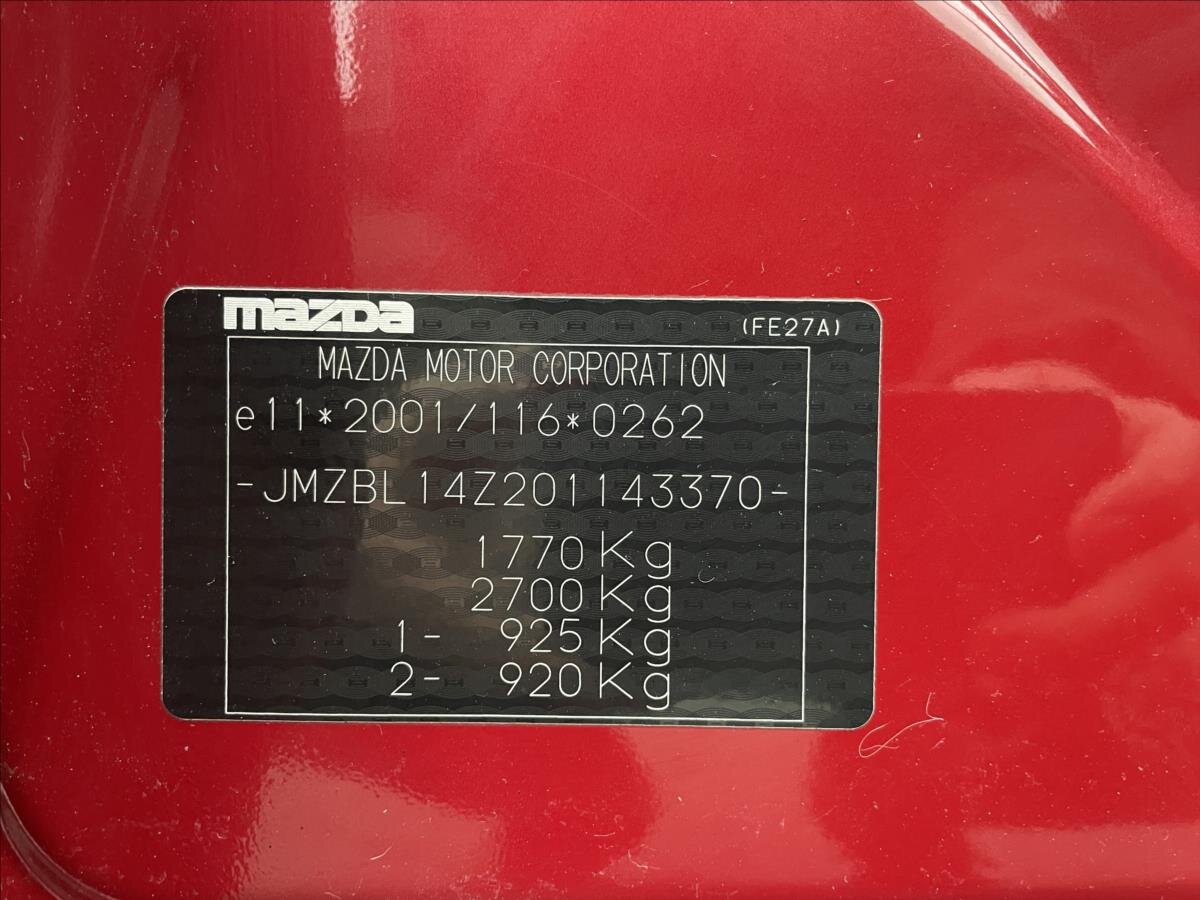 mazda
(FE27A)
MAZDA MOTOR CORPORATION
e11*2001/116*0262
-JMZBL14Z201143370-
1770Kg
2700Kg
1- 925Kg
2- 920Kg